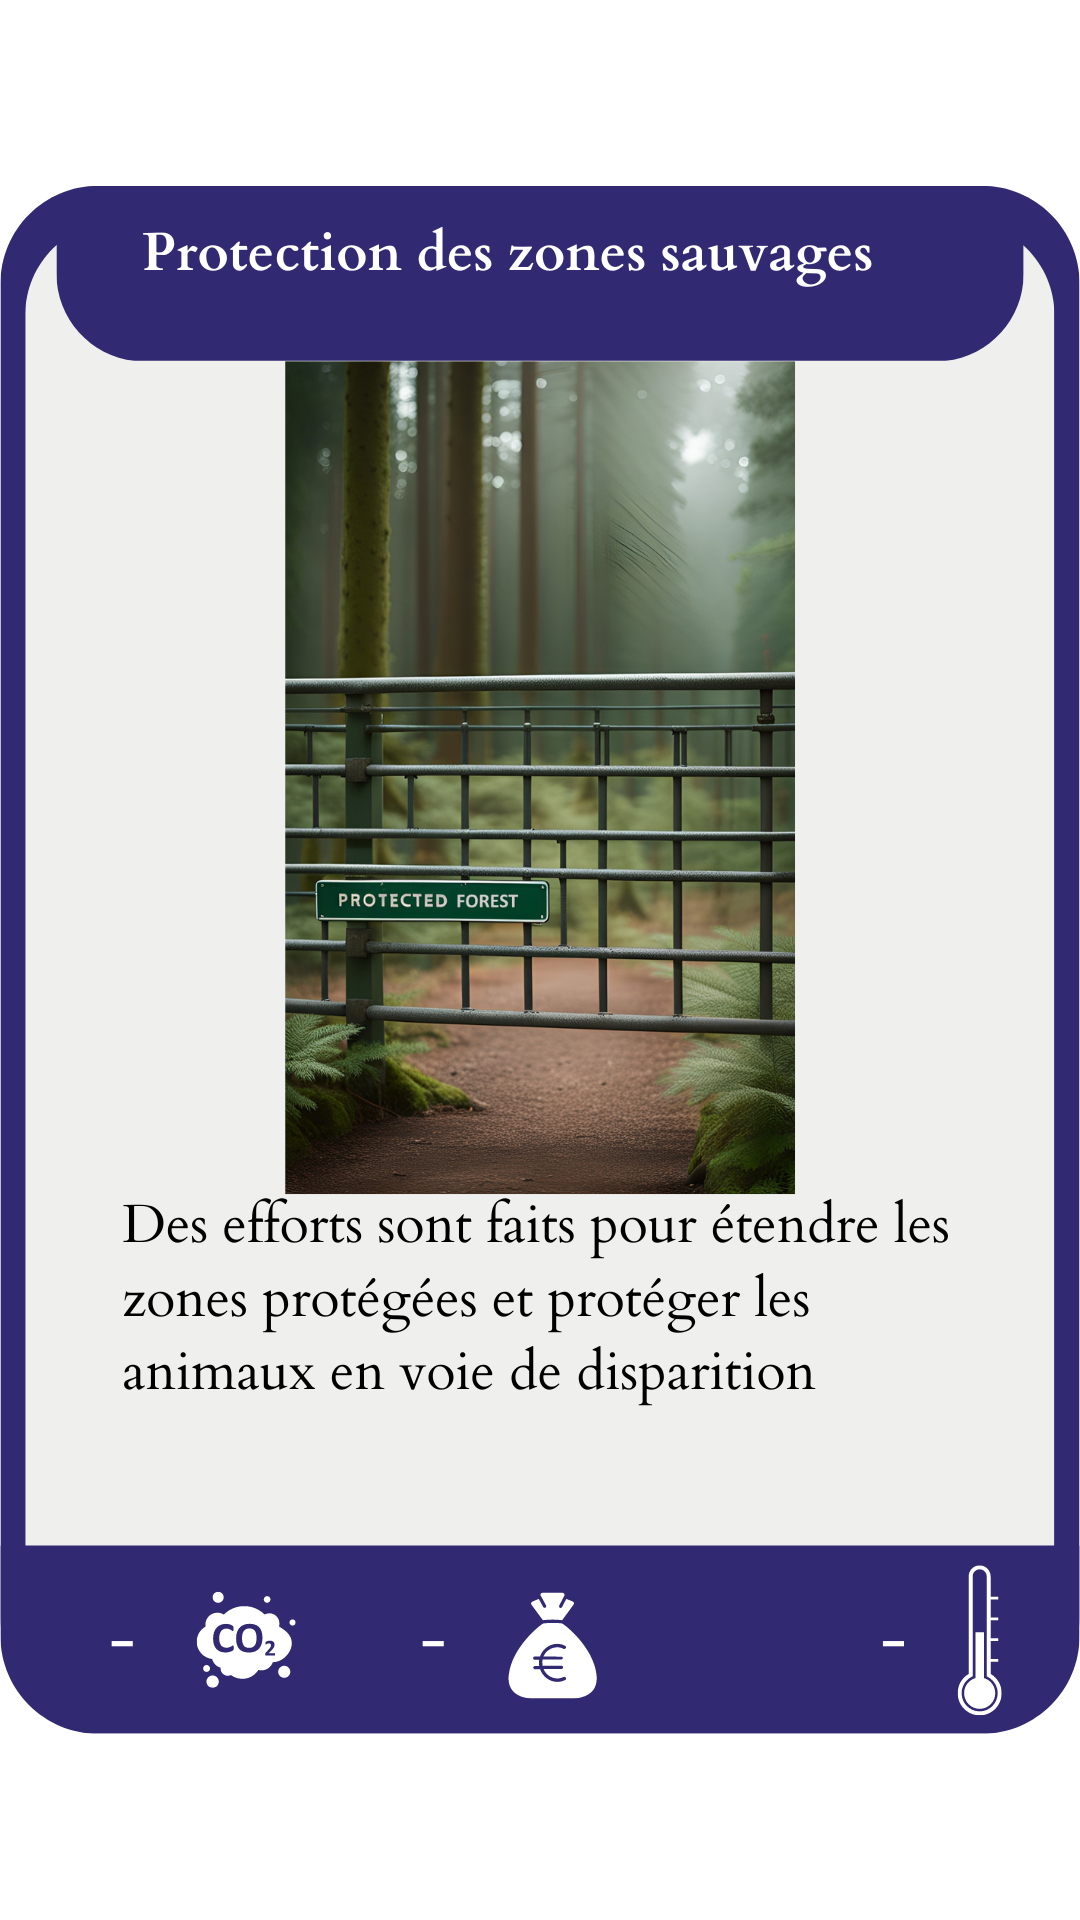 Protection des zones sauvages
PROTECTED FOREST
Des efforts sont faits pour étendre les
zones protégées et protéger les
animaux en voie de disparition
- CO₂ - € -